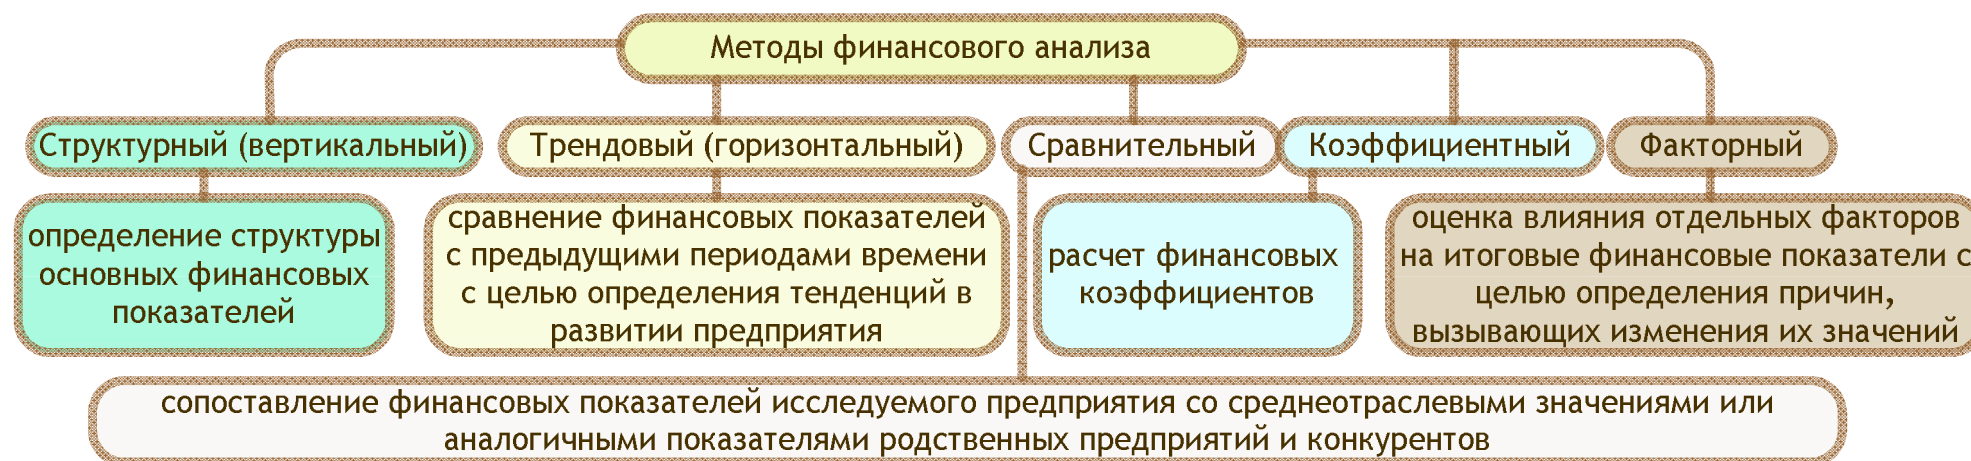 Методы финансового анализа
Структурный (вертикальный)
Трендовый (горизонтальный)
Сравнительный
Коэффициентный
Факторный
определение структуры
основных финансовых
показателей
сравнение финансовых показателей
с предыдущими периодами времени
с целью определения тенденций в
развитии предприятия
расчет финансовых
коэффициентов
оценка влияния отдельных факторов
на итоговые финансовые показатели с
целью определения причин,
вызывающих изменения их значений
сопоставление финансовых показателей исследуемого предприятия со среднеотраслевыми значениями или
аналогичными показателями родственных предприятий и конкурентов